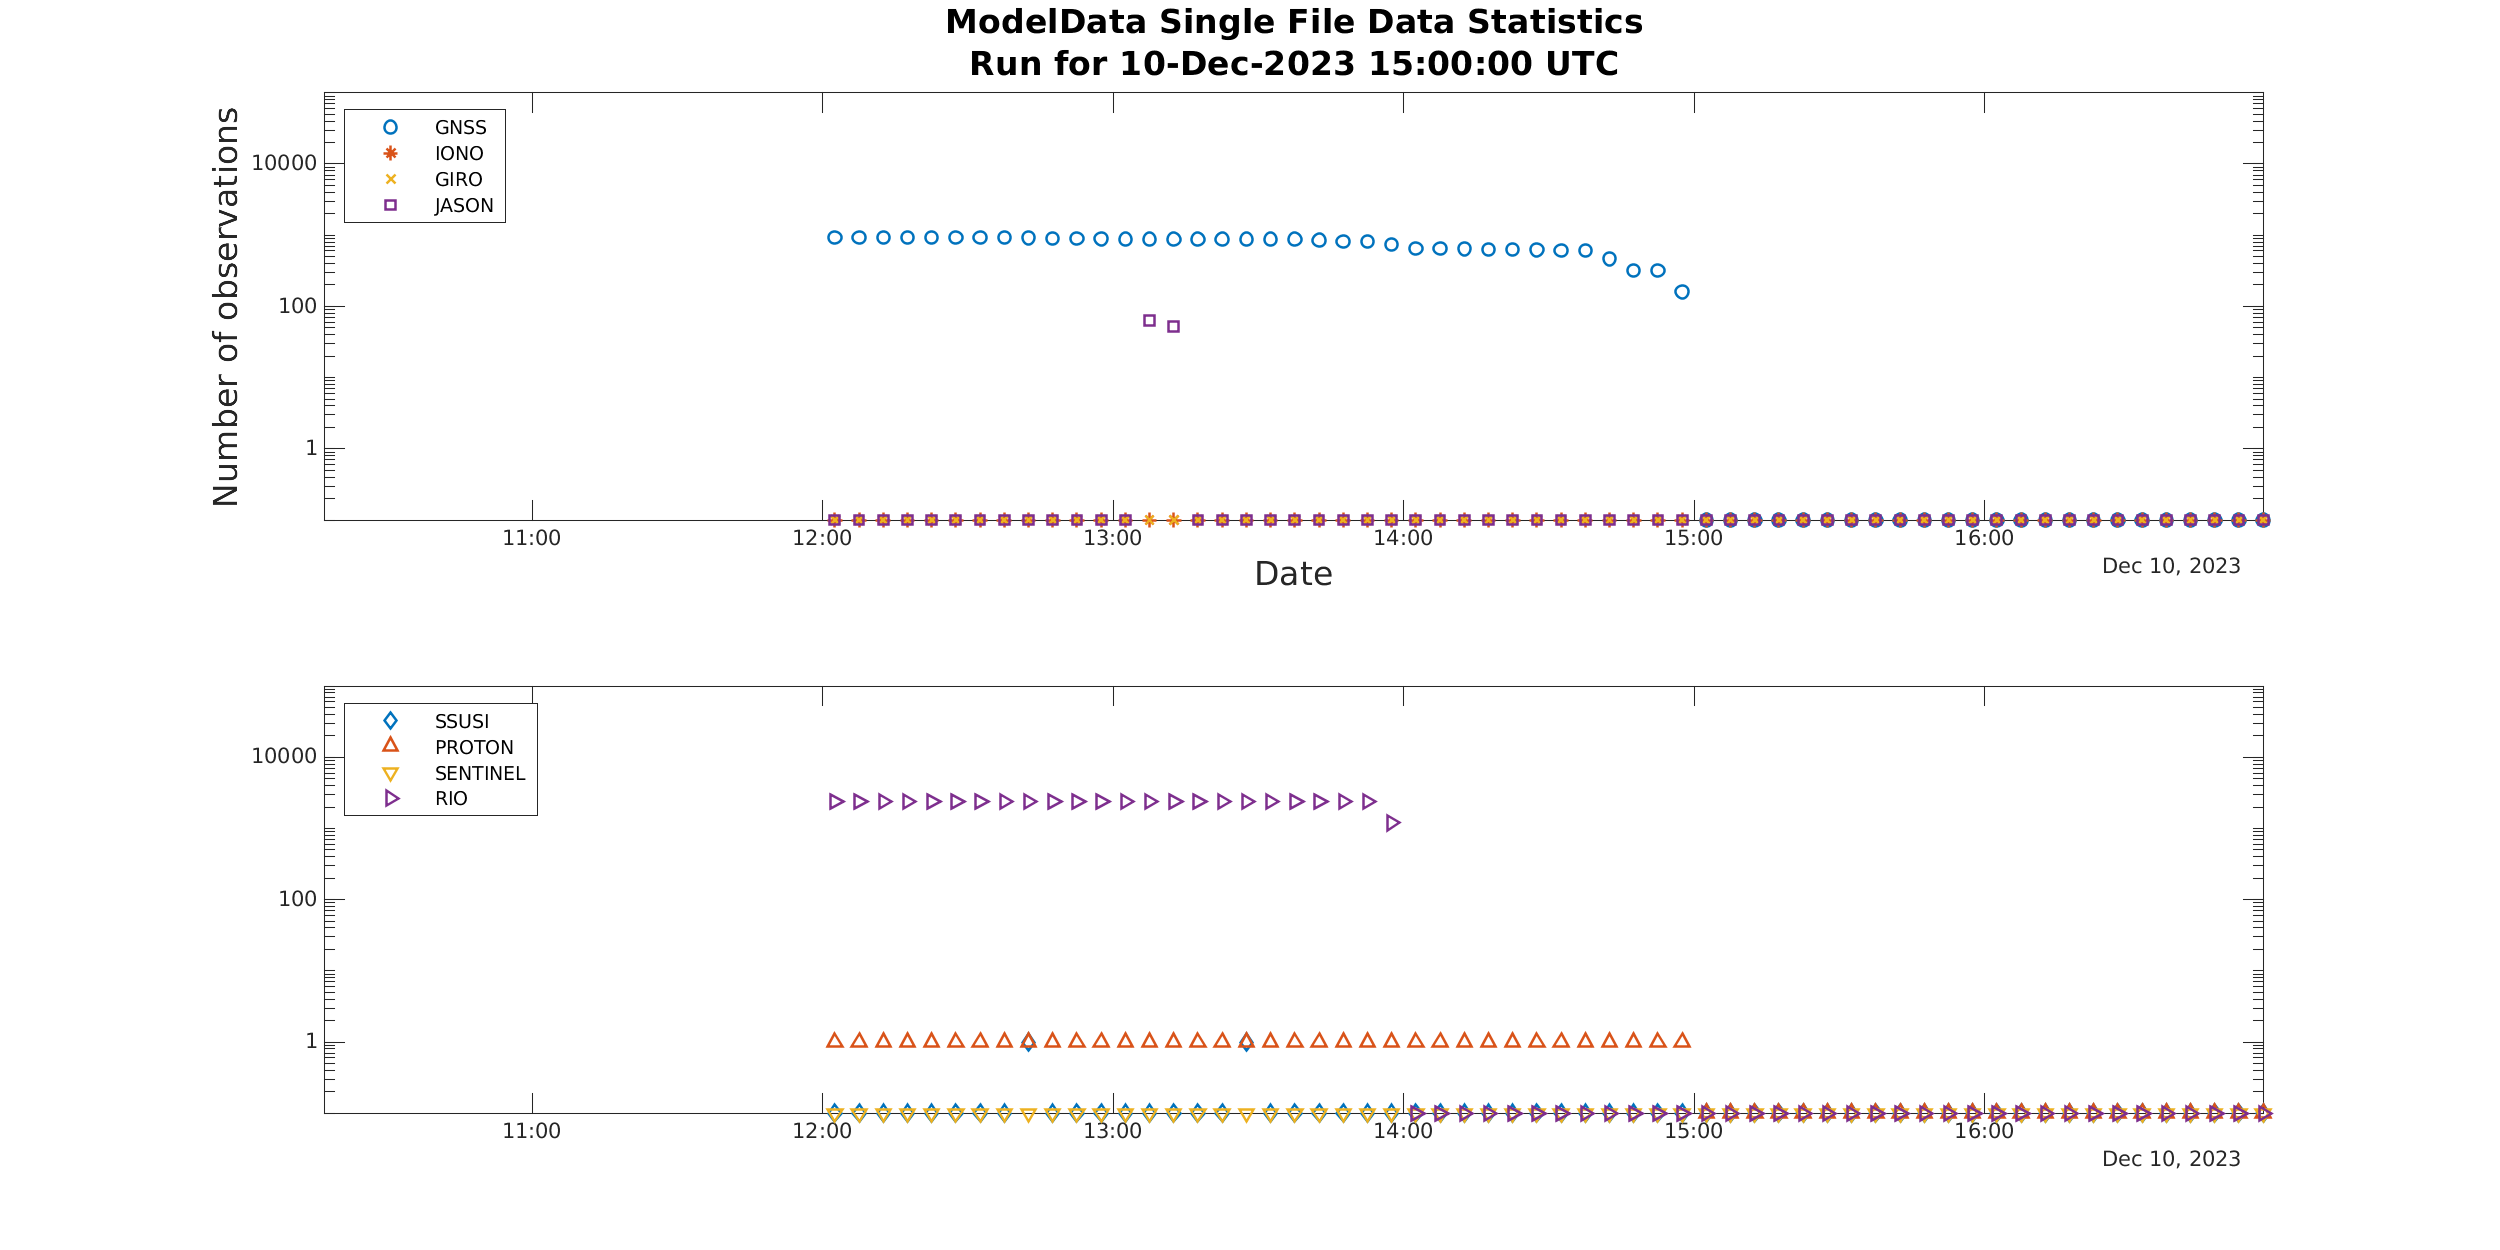 ModelData Single File Data Statistics
Run for 10-Dec-2023 15:00:00 UTC
Number of observations
GNSS
IONO
GIRO
JASON
10000
100
1
11:00 12:00 13:00 14:00 15:00 16:00
Date
Dec 10, 2023
SSUSI
PROTON
SENTINEL
RIO
10000
100
1
11:00 12:00 13:00 14:00 15:00 16:00
Dec 10, 2023